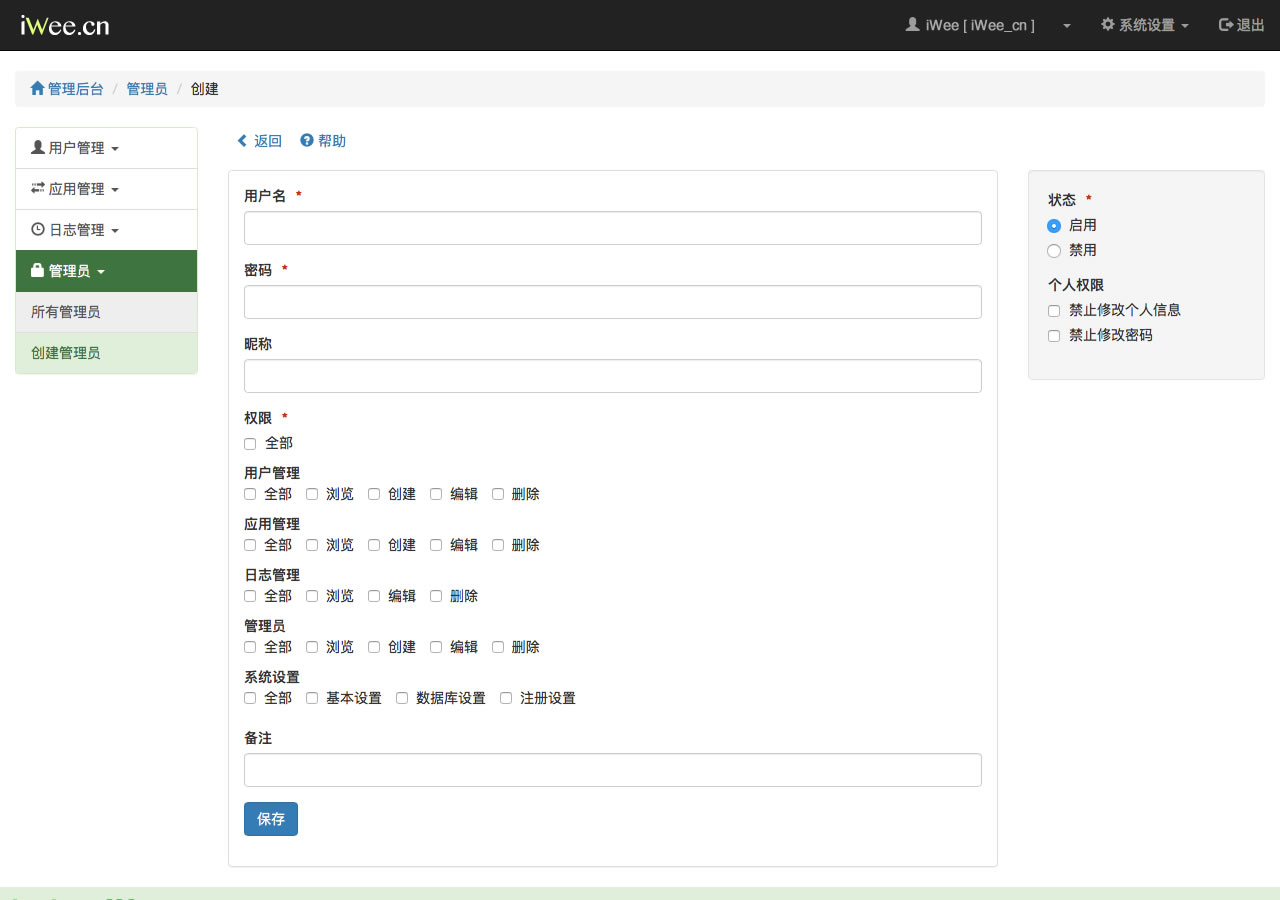 iWee.cn
iWee [ iWee_cn ]
系统设置
退出
管理后台 / 管理员 / 创建
用户管理
应用管理
日志管理
管理员
所有管理员
创建管理员
返回 帮助
用户名 *
密码 *
昵称
权限 *
全部
用户管理
全部 浏览 创建 编辑 删除
应用管理
全部 浏览 创建 编辑 删除
日志管理
全部 浏览 编辑 删除
管理员
全部 浏览 创建 编辑 删除
系统设置
全部 基本设置 数据库设置 注册设置
备注
保存
状态 *
启用
禁用
个人权限
禁止修改个人信息
禁止修改密码